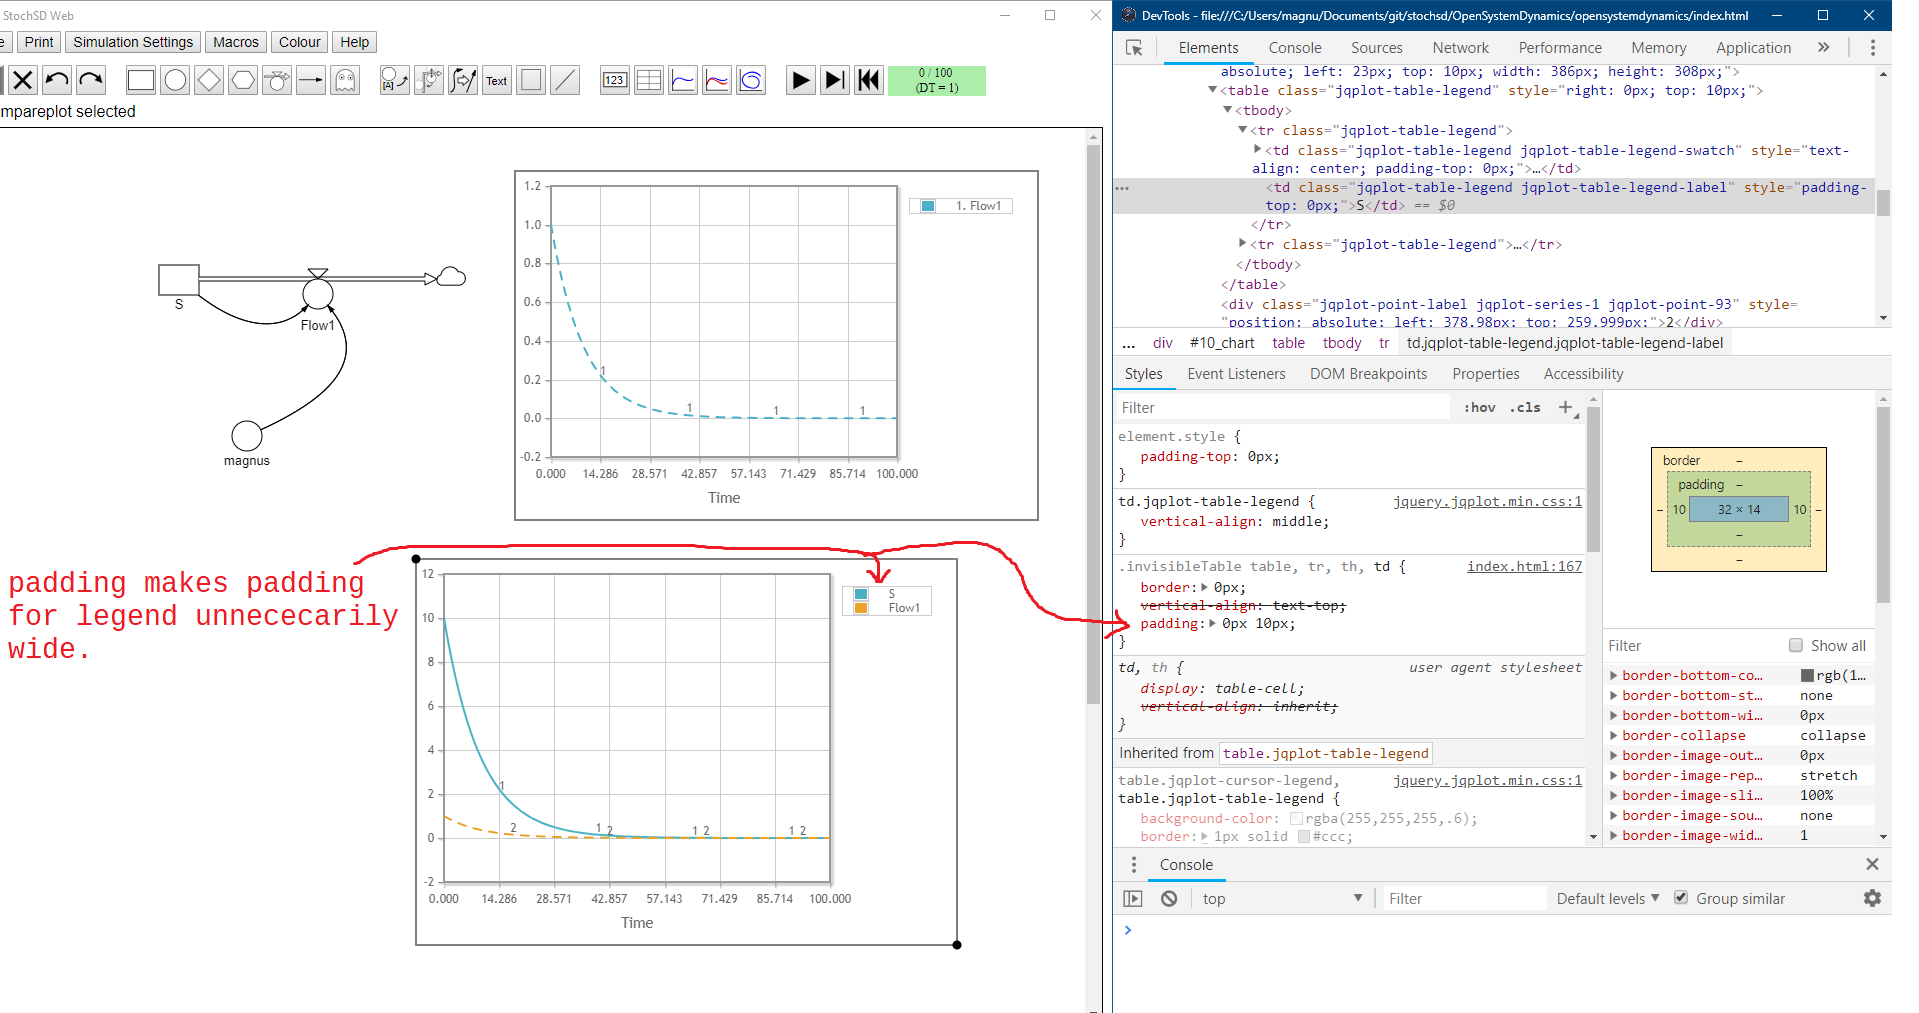 StochSD Web
e Print Simulation Settings Macros Colour Help
[A] Text 123 0 / 100
(DT = 1)
mpareplot selected
S
Flow1
magnus
1.2
1.0
0.8
0.6
0.4
0.2
0.0
-0.2
1
1
1
1
0.000 14.286 28.571 42.857 57.143 71.429 85.714 100.000
Time
1. Flow1
padding makes padding
for legend unnececarily
wide.
12
10
8
6
4
2
0
-2
1
2
1 2
1 2
1 2
0.000 14.286 28.571 42.857 57.143 71.429 85.714 100.000
Time
S
Flow1
DevTools - file:///C:/Users/magnu/Documents/git/stochsd/OpenSystemDynamics/opensystemdynamics/index.html
Elements Console Sources Network Performance Memory Application »
absolute; left: 23px; top: 10px; width: 386px; height: 308px;">
<table class="jqplot-table-legend" style="right: 0px; top: 10px;">
<tbody>
<tr class="jqplot-table-legend">
<td class="jqplot-table-legend jqplot-table-legend-swatch" style="text-
align: center; padding-top: 0px;">…</td>
<td class="jqplot-table-legend jqplot-table-legend-label" style="padding-
top: 0px;">S</td> == $0
</tr>
<tr class="jqplot-table-legend">…</tr>
</tbody>
</table>
<div class="jqplot-point-label jqplot-series-1 jqplot-point-93" style=
"position: absolute; left: 378.98px; top: 259.999px;">2</div>
... div #10_chart table tbody tr td.jqplot-table-legend.jqplot-table-legend-label
Styles Event Listeners DOM Breakpoints Properties Accessibility
Filter :hov .cls +
element.style {
padding-top: 0px;
}
td.jqplot-table-legend { jquery.jqplot.min.css:1
vertical-align: middle;
}
.invisibleTable table, tr, th, td { index.html:167
border: 0px;
vertical-align: text-top;
padding: 0px 10px;
}
td, th { user agent stylesheet
display: table-cell;
vertical-align: inherit;
}
Inherited from table.jqplot-table-legend
table.jqplot-cursor-legend, jquery.jqplot.min.css:1
table.jqplot-table-legend {
background-color: rgba(255,255,255,.6);
border: 1px solid #ccc;
border –
padding –
– 10 32 × 14 10 –
–
–
Filter Show all
border-bottom-co… rgb(1…
border-bottom-st… none
border-bottom-wi… 0px
border-collapse collapse
border-image-out… 0px
border-image-rep… stretch
border-image-sli… 100%
border-image-sou… none
border-image-wid… 1
Console
top Filter Default levels Group similar